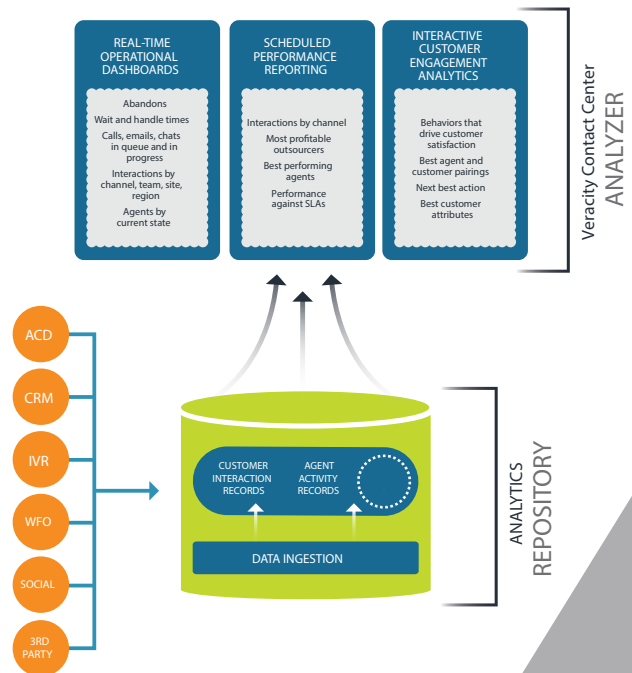 REAL-TIME
OPERATIONAL
DASHBOARDS
Abandons
Wait and handle times
Calls, emails, chats
in queue and in
progress
Interactions by
channel, team, site,
region
Agents by
current state
SCHEDULED
PERFORMANCE
REPORTING
Interactions by channel
Most profitable
outsourcers
Best performing
agents
Performance
against SLAs
INTERACTIVE
CUSTOMER
ENGAGEMENT
ANALYTICS
Behaviors that
drive customer
satisfaction
Best agent and
customer pairings
Next best action
Best customer
attributes
Veracity Contact Center
ANALYZER
ACD
CRM
IVR
WFO
SOCIAL
3RD
PARTY
CUSTOMER
INTERACTION
RECORDS
AGENT
ACTIVITY
RECORDS
DATA INGESTION
ANALYTICS
REPOSITORY